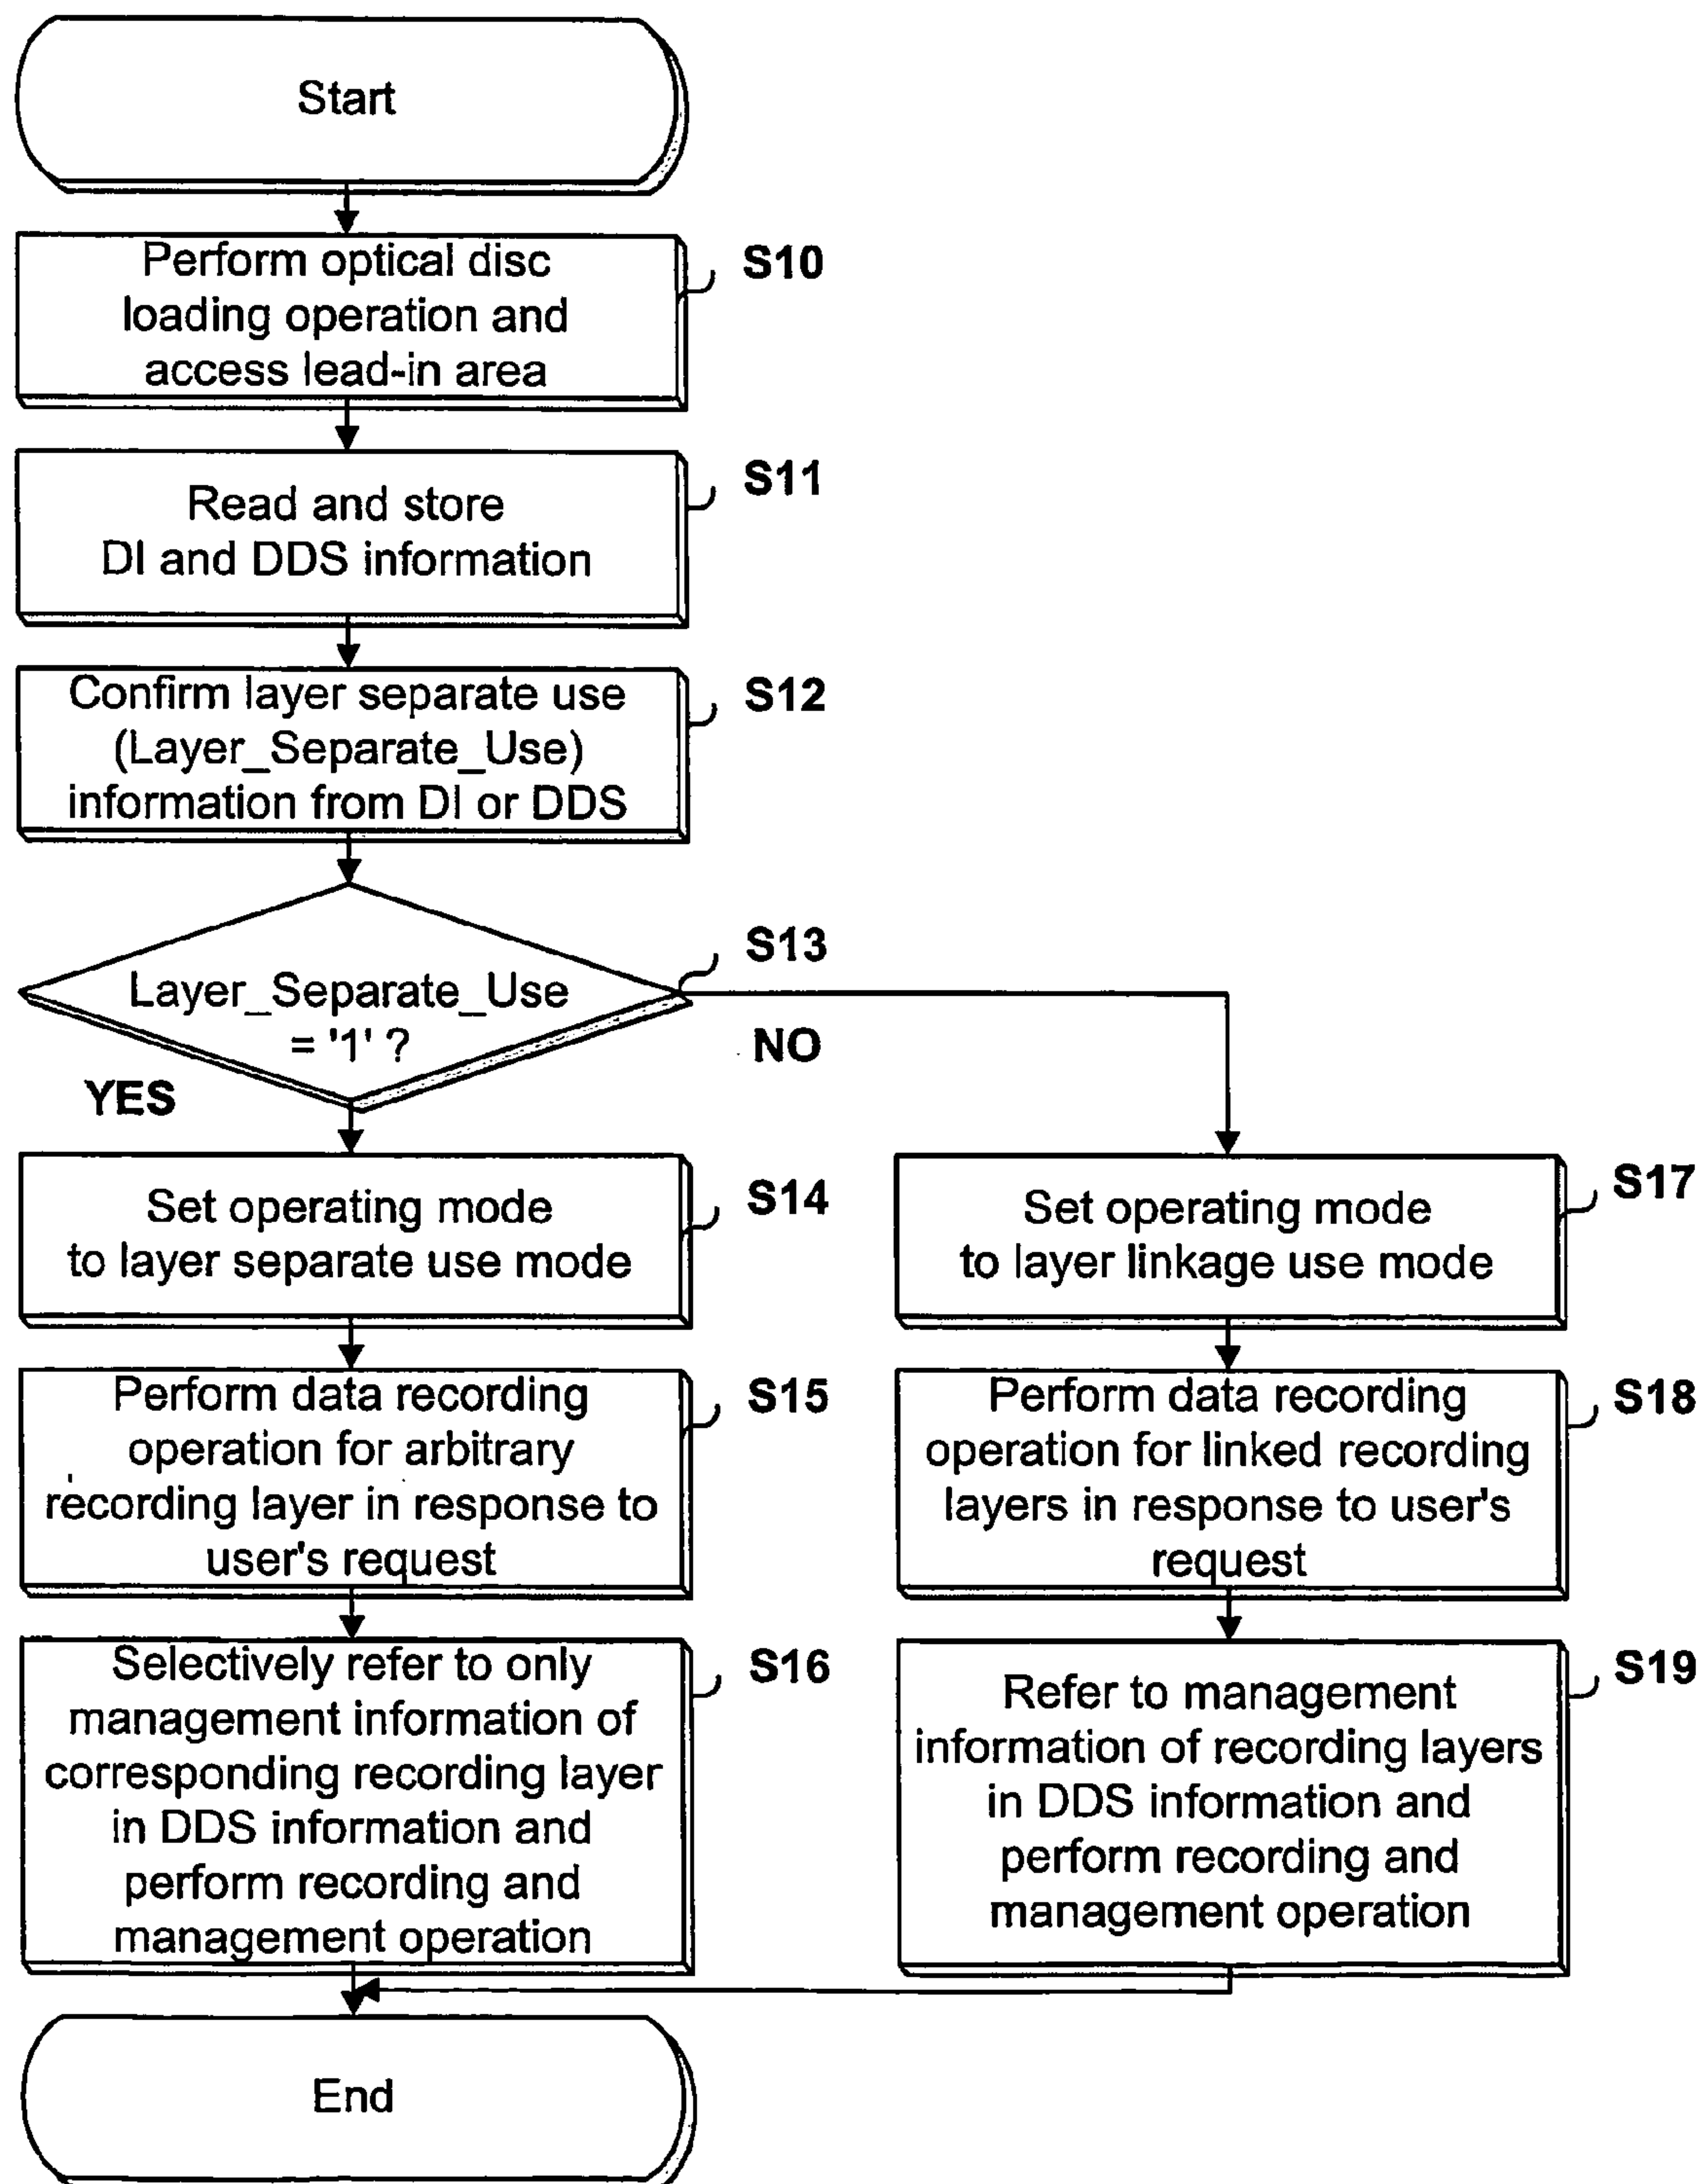 Start
Perform optical disc
loading operation and
access lead-in area
S10
Read and store
DI and DDS information
S11
Confirm layer separate use
(Layer_Separate_Use)
information from DI or DDS
S12
Layer_Separate_Use
= '1' ?
S13
NO
YES
Set operating mode
to layer separate use mode
S14
Perform data recording
operation for arbitrary
recording layer in response to
user's request
S15
Selectively refer to only
management information of
corresponding recording layer
in DDS information and
perform recording and
management operation
S16
Set operating mode
to layer linkage use mode
S17
Perform data recording
operation for linked recording
layers in response to user's
request
S18
Refer to management
information of recording layers
in DDS information and
perform recording and
management operation
S19
End